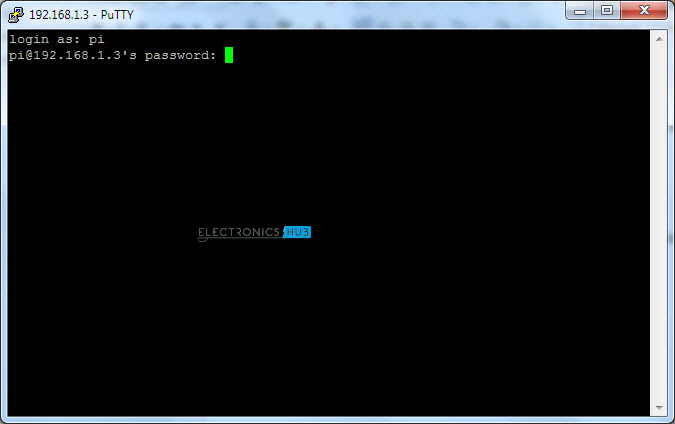 192.168.1.3 - PuTTY
login as: pi
pi@192.168.1.3's password:
ELECTRONICS HUB